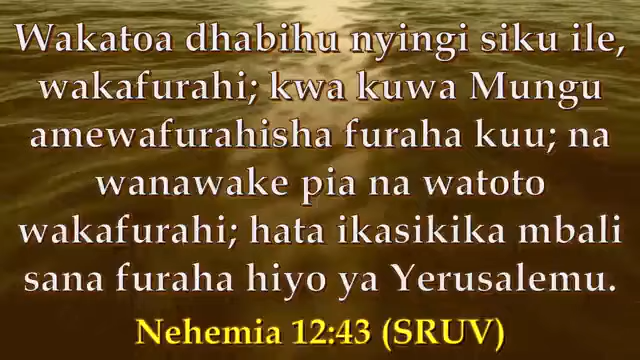 Wakatoa dhabihu nyingi siku ile,
wakafurahi; kwa kuwa Mungu
amewafurahisha furaha kuu; na
wanawake pia na watoto
wakafurahi; hata ikasikika mbali
sana furaha hiyo ya Yerusalemu.
Nehemia 12:43 (SRUV)